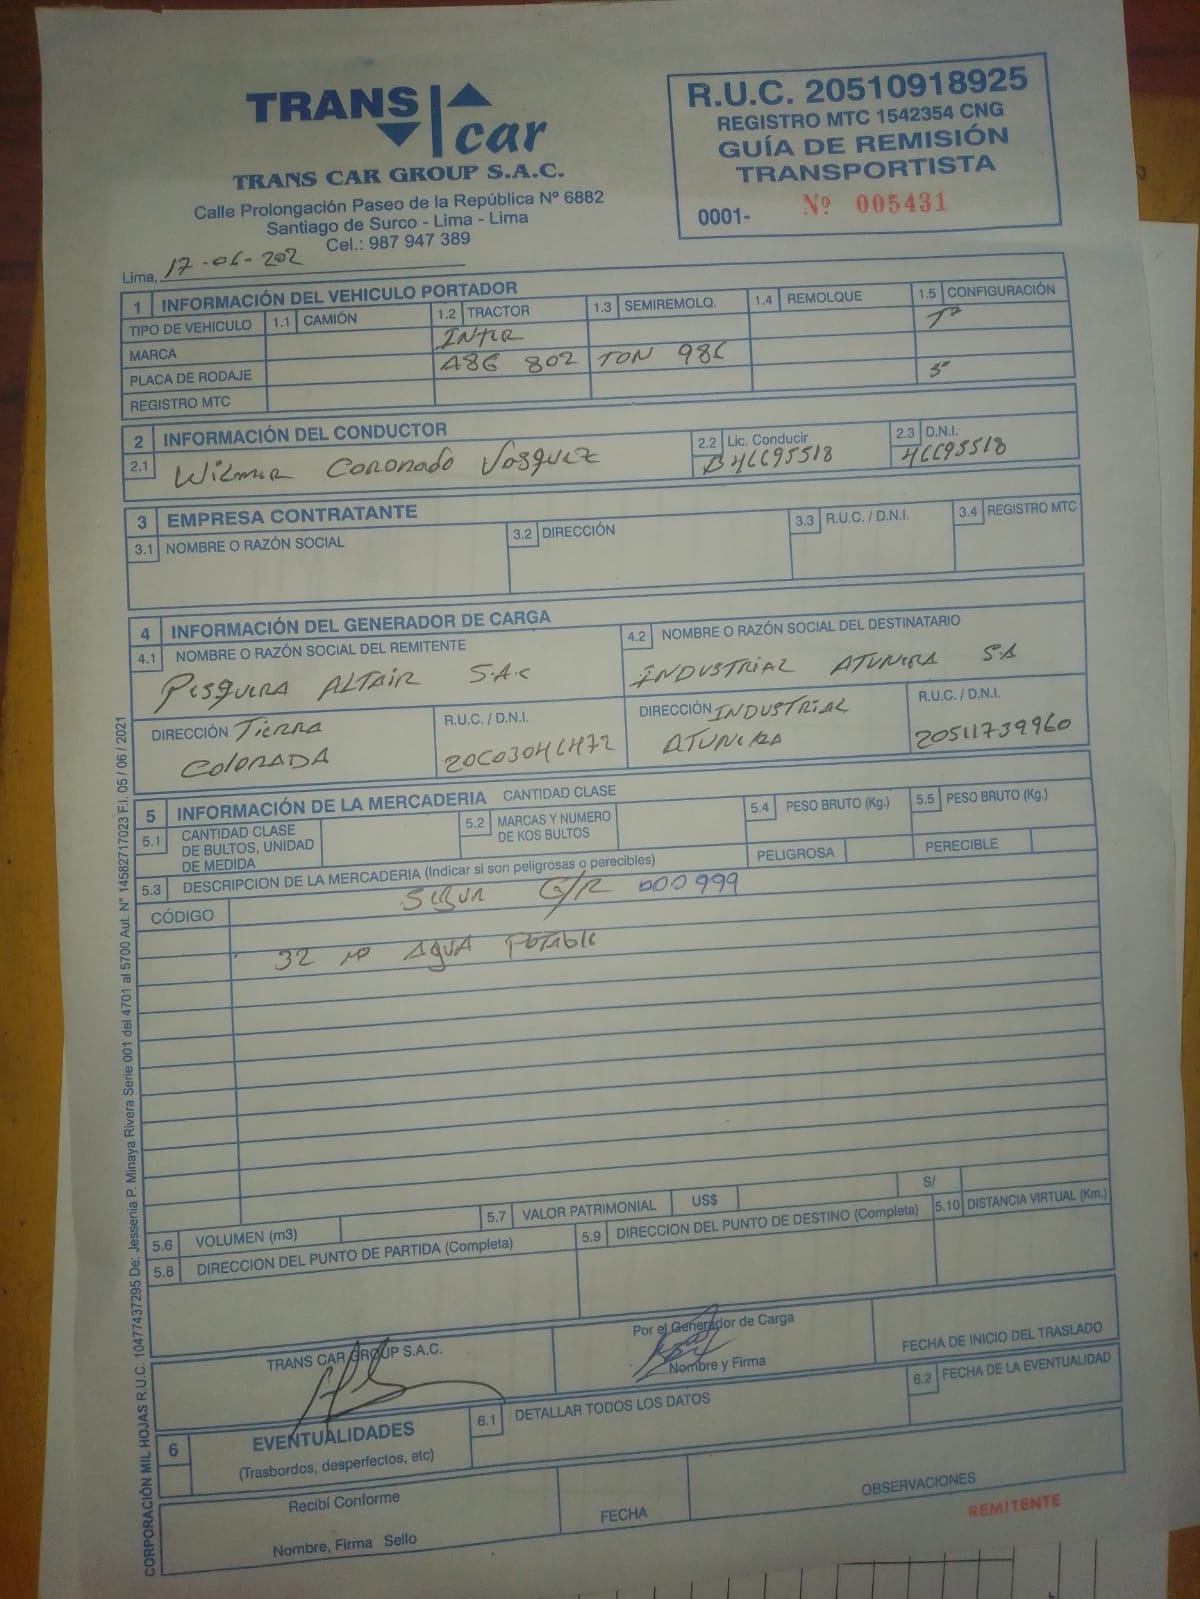 TRANS car
TRANS CAR GROUP S.A.C.
Calle Prolongación Paseo de la República Nº 6882
Santiago de Surco - Lima - Lima
Cel.: 987 947 389
R.U.C. 20510918925
REGISTRO MTC 1542354 CNG
GUÍA DE REMISIÓN
TRANSPORTISTA
0001- Nº 005431
Lima, 17-06-202
1 INFORMACIÓN DEL VEHICULO PORTADOR
TIPO DE VEHICULO 1.1 CAMIÓN 1.2 TRACTOR 1.3 SEMIREMOLQ. 1.4 REMOLQUE 1.5 CONFIGURACIÓN
MARCA INTER
PLACA DE RODAJE 802 986
REGISTRO MTC
2 INFORMACIÓN DEL CONDUCTOR
2.1 Wilmer Coronado Vasquez 2.2 Lic. Conducir B46695518 2.3 D.N.I. 46695518
3 EMPRESA CONTRATANTE
3.1 NOMBRE O RAZÓN SOCIAL 3.2 DIRECCIÓN 3.3 R.U.C. / D.N.I. 3.4 REGISTRO MTC
4 INFORMACIÓN DEL GENERADOR DE CARGA
4.1 NOMBRE O RAZÓN SOCIAL DEL REMITENTE 4.2 NOMBRE O RAZÓN SOCIAL DEL DESTINATARIO
PESQUERA ALTAIR S.A.C INDUSTRIAL ATUNERA SA
DIRECCIÓN TIERRA R.U.C. / D.N.I. DIRECCIÓN INDUSTRIAL R.U.C. / D.N.I.
COLORADA ATUNERA 20511739960
5 INFORMACIÓN DE LA MERCADERIA CANTIDAD CLASE
5.1 CANTIDAD CLASE
DE BULTOS, UNIDAD
DE MEDIDA
5.2 MARCAS Y NUMERO
DE KOS BULTOS
5.4 PESO BRUTO (Kg.) 5.5 PESO BRUTO (Kg.)
PELIGROSA PERECIBLE
5.3 DESCRIPCION DE LA MERCADERIA (Indicar si son peligrosas o perecibles)
CÓDIGO
SEGUN G/R 000999
32 AGUA POTABLE
5.6 VOLUMEN (m3) 5.7 VALOR PATRIMONIAL US$ S/
5.8 DIRECCION DEL PUNTO DE PARTIDA (Completa) 5.9 DIRECCION DEL PUNTO DE DESTINO (Completa) 5.10 DISTANCIA VIRTUAL (Km.)
TRANS CAR GROUP S.A.C. Por el Generador de Carga
Nombre y Firma
FECHA DE INICIO DEL TRASLADO
6 EVENTUALIDADES
(Trasbordos, desperfectos, etc)
6.1 DETALLAR TODOS LOS DATOS 6.2 FECHA DE LA EVENTUALIDAD
Recibí Conforme
Nombre, Firma Sello
FECHA
OBSERVACIONES
REMITENTE
CORPORACIÓN MIL HOJAS R.U.C. 10477437295 De: Jessenia P. Minaya Rivera Serie 001 del 4701 al 5700 Aut. N° 14582717023 F.I. 05 / 06 / 2021